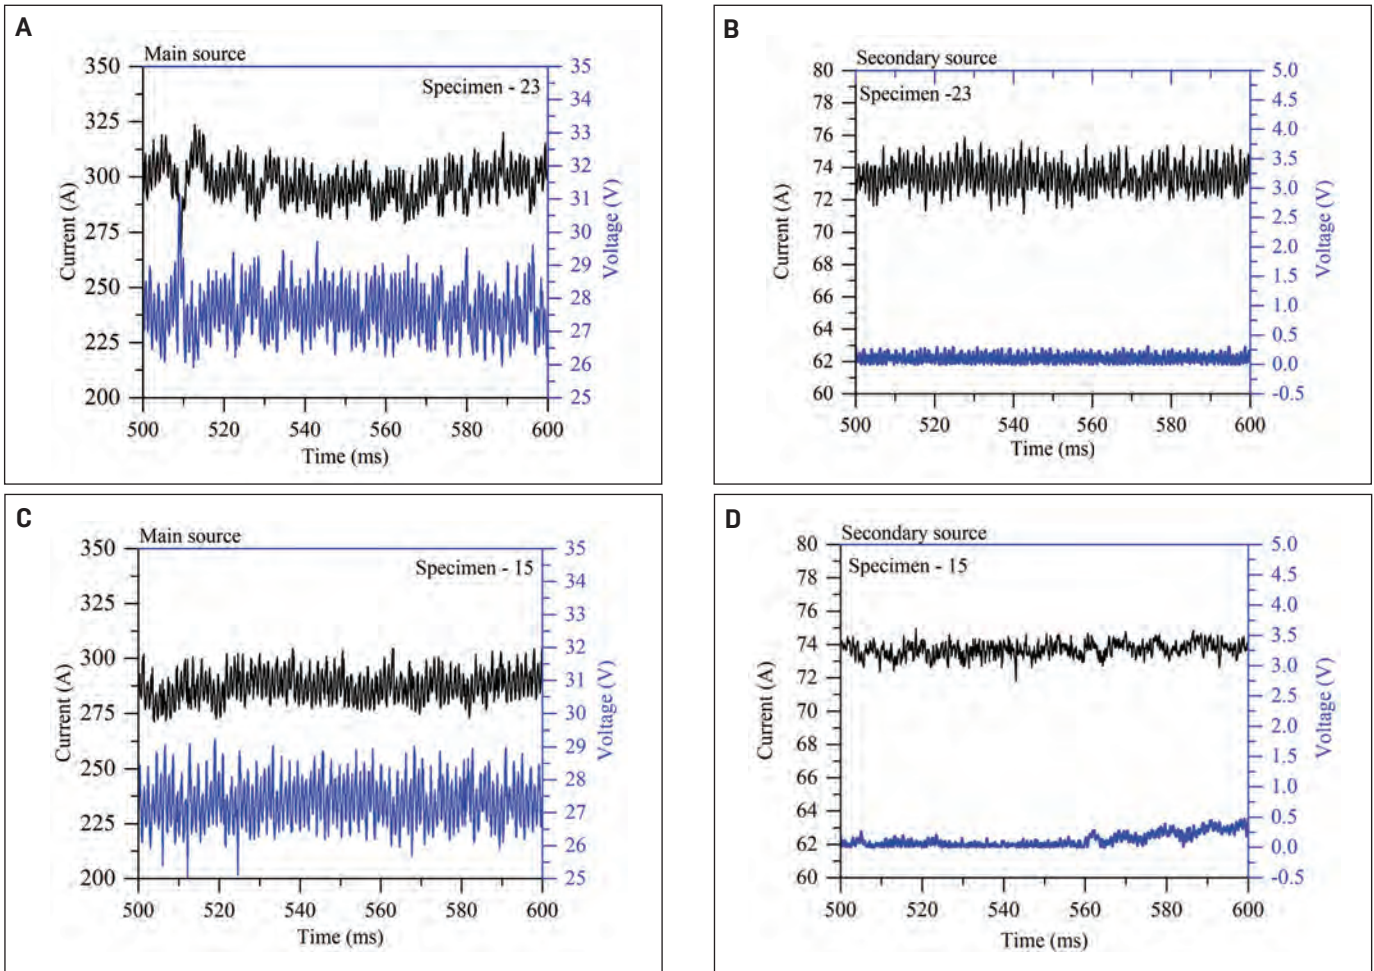 A
Main source
Specimen - 23
350
325
300
275
250
225
200
Current (A)
35
34
33
32
31
30
29
28
27
26
25
Voltage (V)
500 520 540 560 580 600
Time (ms)
B
Secondary source
Specimen -23
80
78
76
74
72
70
68
66
64
62
60
Current (A)
5.0
4.5
4.0
3.5
3.0
2.5
2.0
1.5
1.0
0.5
0.0
-0.5
Voltage (V)
500 520 540 560 580 600
Time (ms)
C
Main source
Specimen - 15
350
325
300
275
250
225
200
Current (A)
35
34
33
32
31
30
29
28
27
26
25
Voltage (V)
500 520 540 560 580 600
Time (ms)
D
Secondary source
Specimen - 15
80
78
76
74
72
70
68
66
64
62
60
Current (A)
5.0
4.5
4.0
3.5
3.0
2.5
2.0
1.5
1.0
0.5
0.0
-0.5
Voltage (V)
500 520 540 560 580 600
Time (ms)